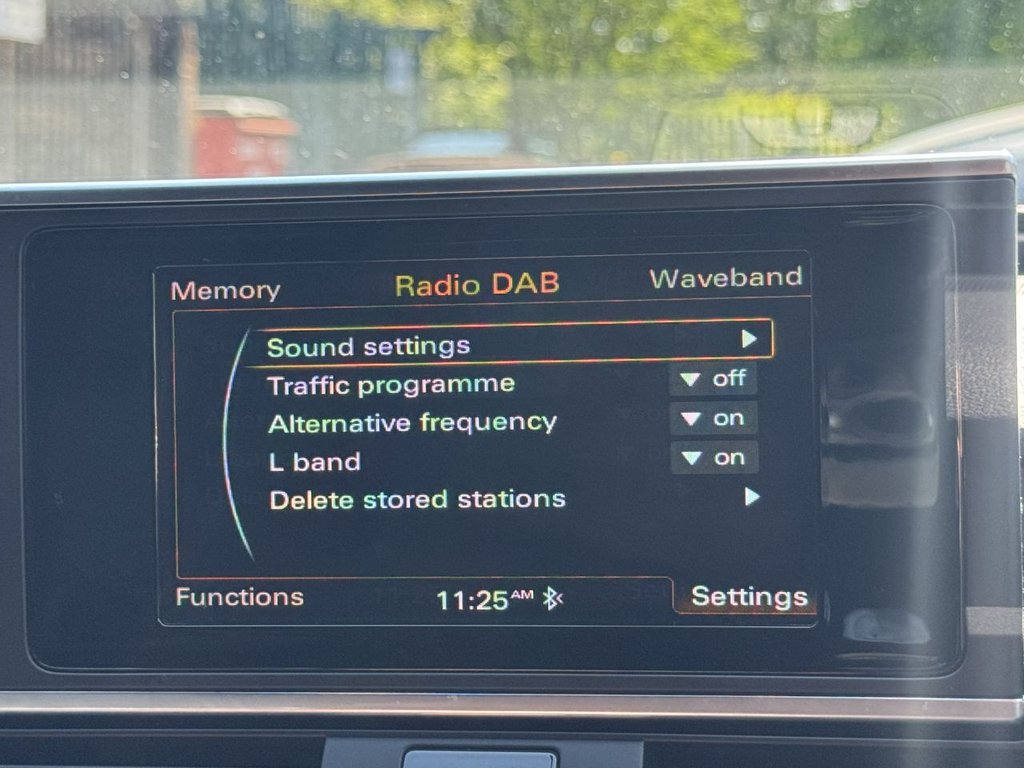 Memory Radio DAB Waveband
Sound settings
Traffic programme off
Alternative frequency on
L band on
Delete stored stations
Functions 11:25AM Settings